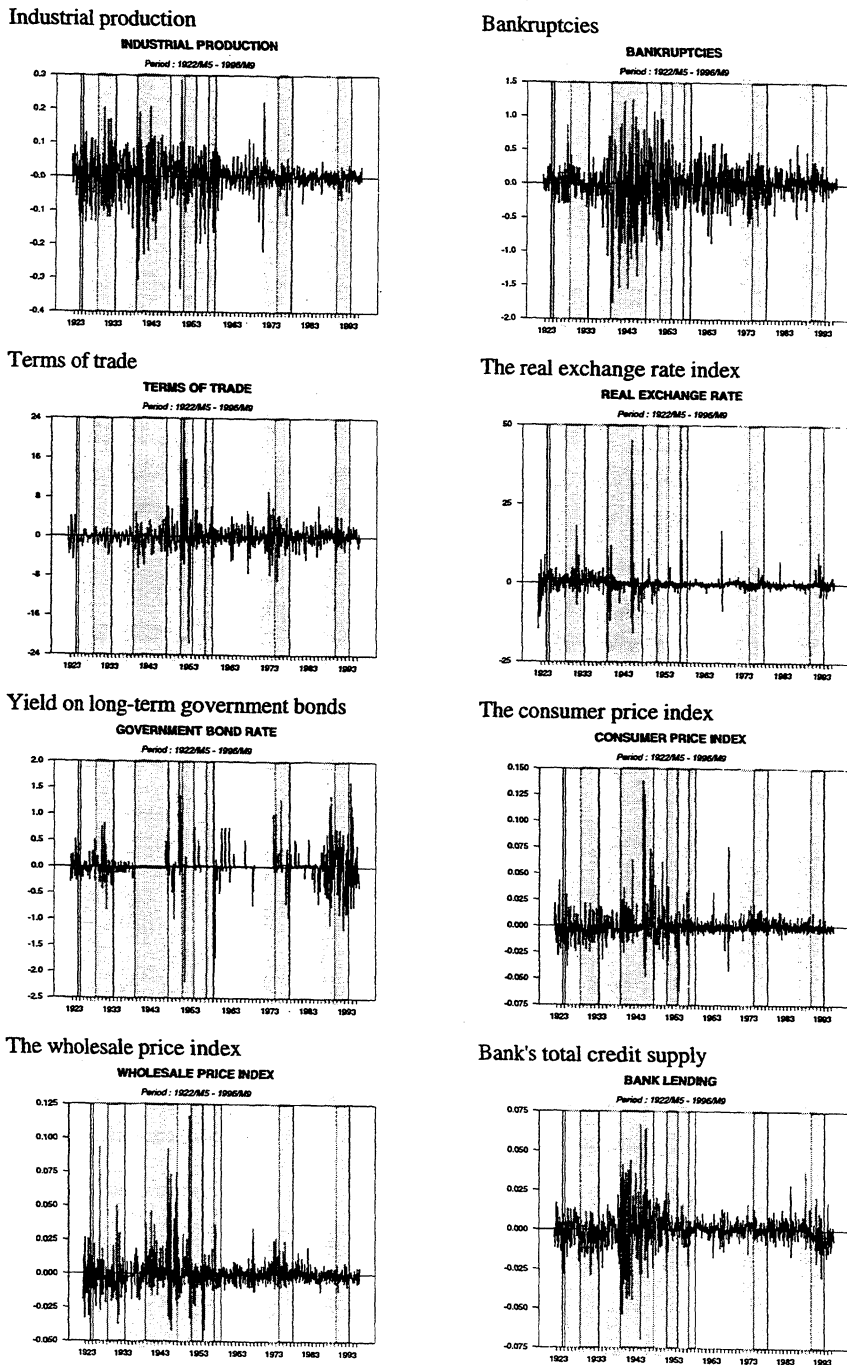 Industrial production
INDUSTRIAL PRODUCTION
Period : 1922/M5 - 1996/M9
0.3
0.2
0.1
-0.0
-0.1
-0.2
-0.3
-0.4
1923 1933 1943 1953 1963 1973 1983 1993
Bankruptcies
BANKRUPTCIES
Period : 1922/M5 - 1996/M9
1.5
1.0
0.5
0.0
-0.5
-1.0
-1.5
-2.0
1923 1933 1943 1953 1963 1973 1983 1993
Terms of trade
TERMS OF TRADE
Period : 1922/M5 - 1996/M9
24
16
8
0
-8
-16
-24
1923 1933 1943 1953 1963 1973 1983 1993
The real exchange rate index
REAL EXCHANGE RATE
Period : 1922/M5 - 1996/M9
50
25
0
-25
1923 1933 1943 1953 1963 1973 1983 1993
Yield on long-term government bonds
GOVERNMENT BOND RATE
Period : 1922/M5 - 1996/M9
2.0
1.5
1.0
0.5
0.0
-0.5
-1.0
-1.5
-2.0
-2.5
1923 1933 1943 1953 1963 1973 1983 1993
The consumer price index
CONSUMER PRICE INDEX
Period : 1922/M5 - 1996/M9
0.150
0.125
0.100
0.075
0.050
0.025
0.000
-0.025
-0.050
-0.075
1923 1933 1943 1953 1963 1973 1983 1993
The wholesale price index
WHOLESALE PRICE INDEX
Period : 1922/M5 - 1996/M9
0.125
0.100
0.075
0.050
0.025
0.000
-0.025
-0.050
1923 1933 1943 1953 1963 1973 1983 1993
Bank's total credit supply
BANK LENDING
Period : 1922/M5 - 1996/M9
0.075
0.050
0.025
0.000
-0.025
-0.050
-0.075
1923 1933 1943 1953 1963 1973 1983 1993